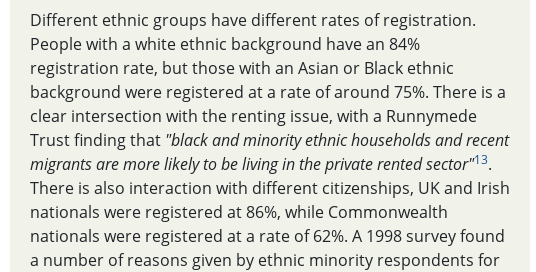 Different ethnic groups have different rates of registration.
People with a white ethnic background have an 84%
registration rate, but those with an Asian or Black ethnic
background were registered at a rate of around 75%. There is a
clear intersection with the renting issue, with a Runnymede
Trust finding that "black and minority ethnic households and recent
migrants are more likely to be living in the private rented sector"13.
There is also interaction with different citizenships, UK and Irish
nationals were registered at 86%, while Commonwealth
nationals were registered at a rate of 62%. A 1998 survey found
a number of reasons given by ethnic minority respondents for